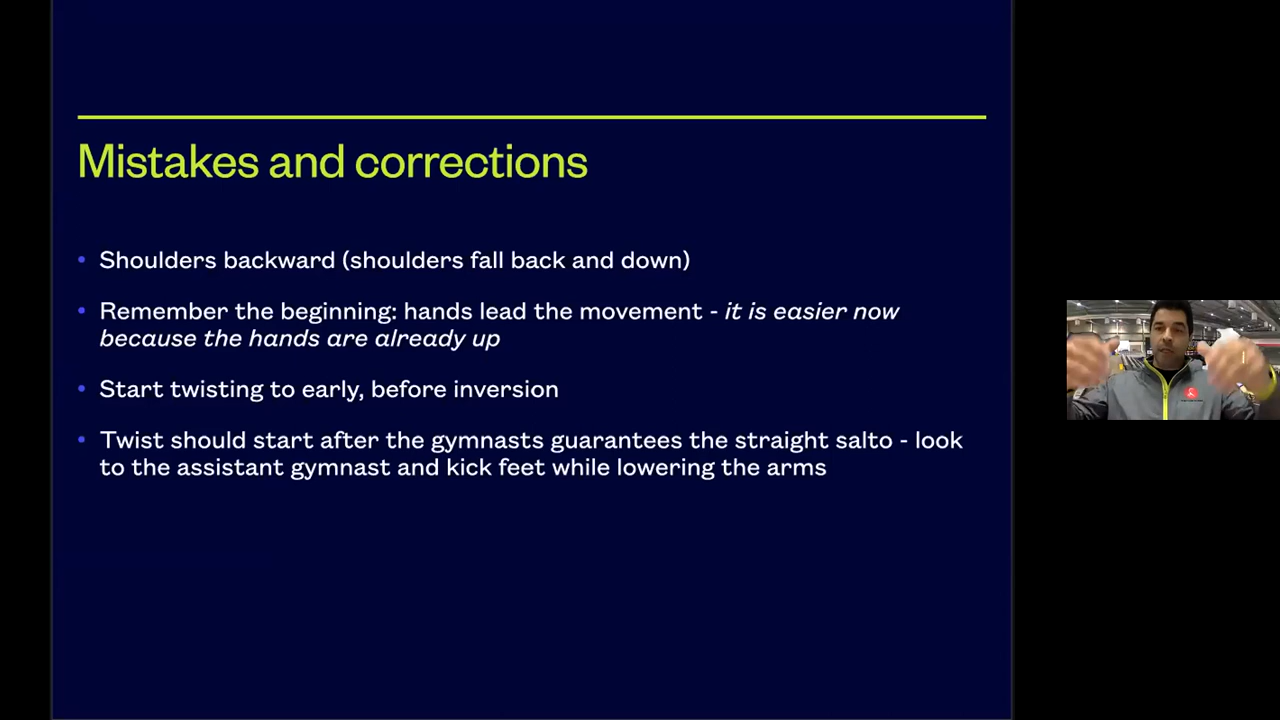 Mistakes and corrections
• Shoulders backward (shoulders fall back and down)
• Remember the beginning: hands lead the movement - it is easier now
because the hands are already up
• Start twisting to early, before inversion
• Twist should start after the gymnasts guarantees the straight salto - look
to the assistant gymnast and kick feet while lowering the arms